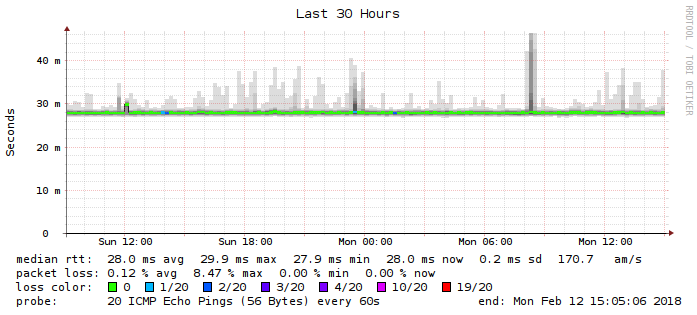 Last 30 Hours
RRDTOOL / TOBI OETIKER
Seconds
40 m
30 m
20 m
10 m
0
Sun 12:00 Sun 18:00 Mon 00:00 Mon 06:00 Mon 12:00
median rtt: 28.0 ms avg 29.9 ms max 27.9 ms min 28.0 ms now 0.2 ms sd 170.7 am/s
packet loss: 0.12 % avg 8.47 % max 0.00 % min 0.00 % now
loss color: 0 1/20 2/20 3/20 4/20 10/20 19/20
probe: 20 ICMP Echo Pings (56 Bytes) every 60s end: Mon Feb 12 15:05:06 2018